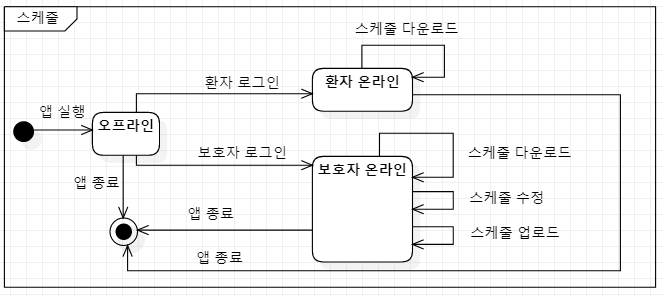 스케줄
스케줄 다운로드
환자 로그인
환자 온라인
앱 실행
오프라인
보호자 로그인
스케줄 다운로드
보호자 온라인
앱 종료
스케줄 수정
앱 종료
스케줄 업로드
앱 종료